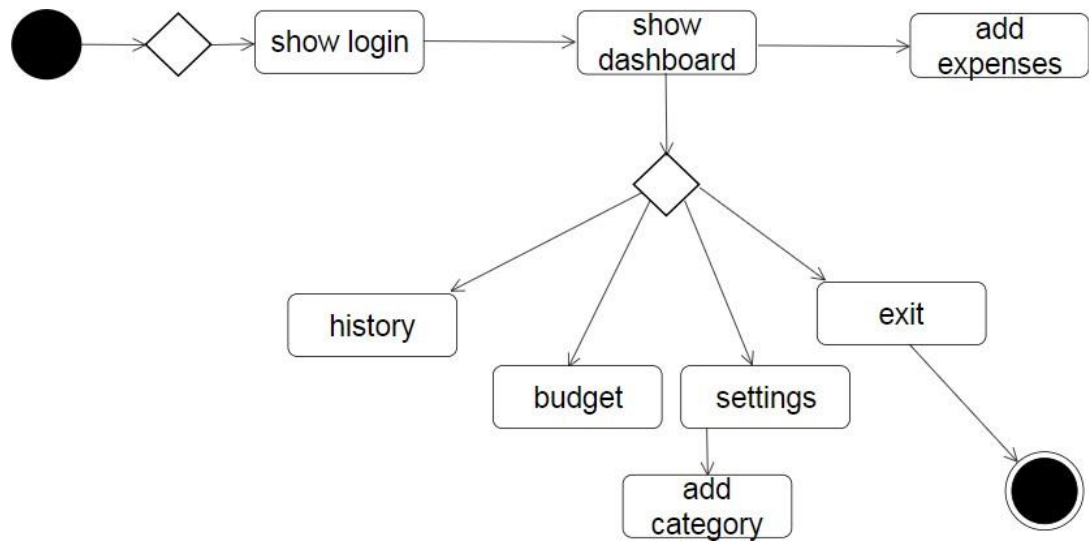 show login
show
dashboard
add
expenses
history
exit
budget
settings
add
category